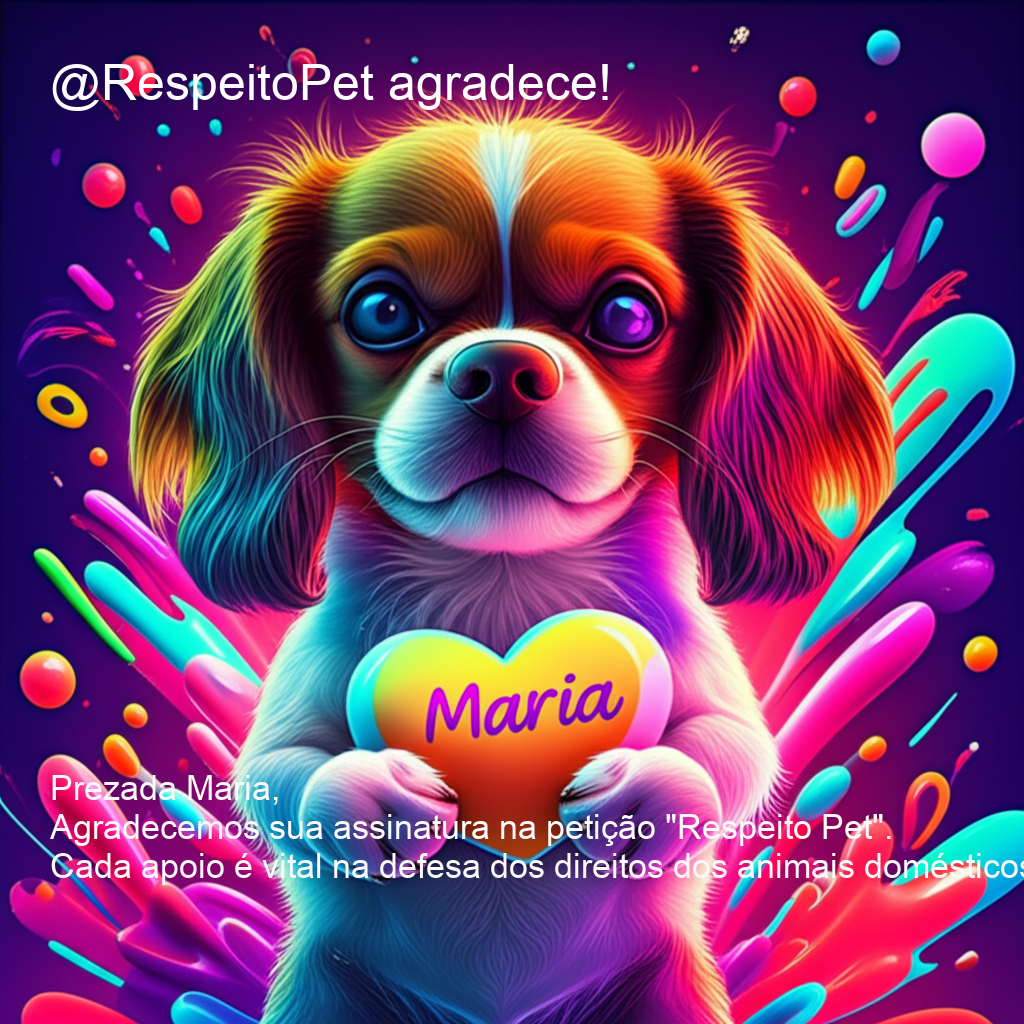 @RespeitoPet agradece!
Maria
Prezada Maria,
Agradecemos sua assinatura na petição "Respeito Pet".
Cada apoio é vital na defesa dos direitos dos animais domésticos